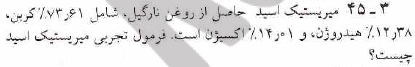 ۳ ـ ۴۵ میریستیک اسید حاصل از روغن نارگیل، شامل ۷۳٫۶۱٪ کربن،
۱۲٫۳۸٪ هیدروژن، و ۱۴٫۰۱٪ اکسیژن است. فرمول تجربی میریستیک اسید
چیست؟